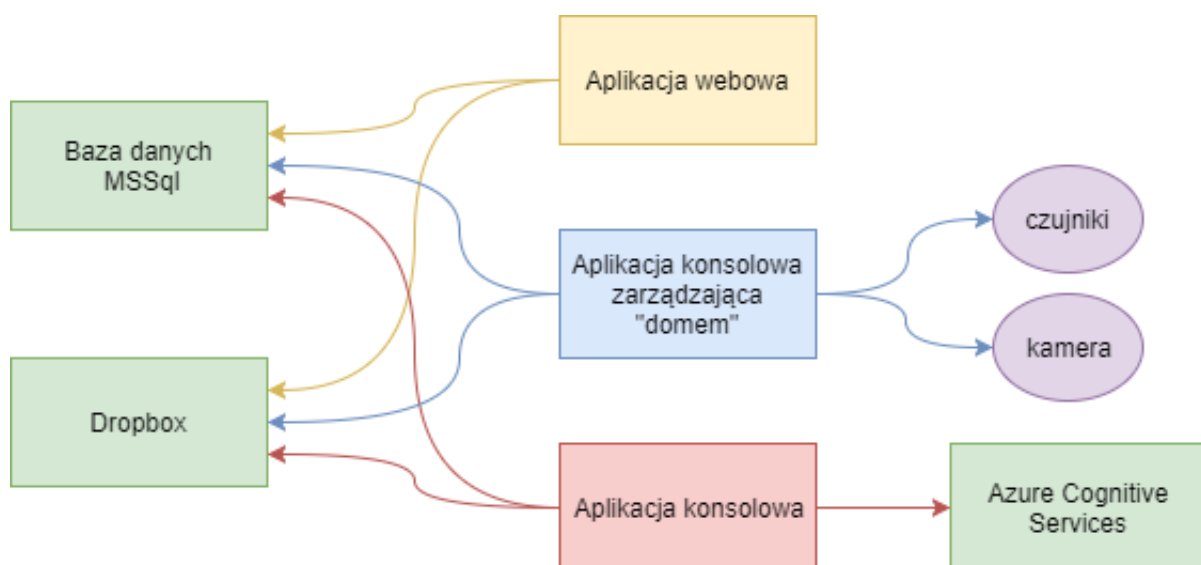 Aplikacja webowa
Baza danych
MSSql
czujniki
Aplikacja konsolowa
zarządzająca
"domem"
kamera
Dropbox
Aplikacja konsolowa
Azure Cognitive
Services